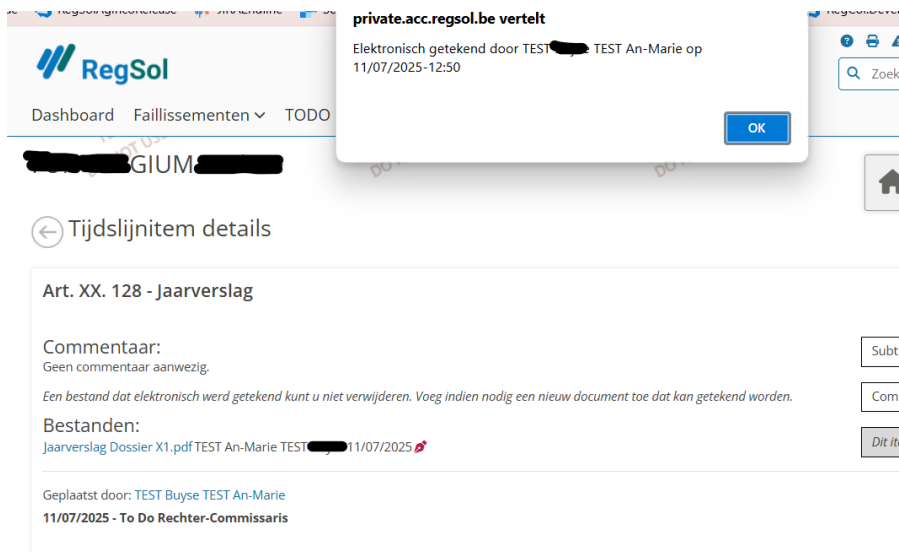 private.acc.regsol.be vertelt
Elektronisch getekend door TEST TEST An-Marie op
11/07/2025-12:50
OK
RegSol
Zoek
Dashboard Faillissementen TODO
GIUM
Tijdslijnitem details
Art. XX. 128 - Jaarverslag
Commentaar:
Geen commentaar aanwezig.
Subt
Een bestand dat elektronisch werd getekend kunt u niet verwijderen. Voeg indien nodig een nieuw document toe dat kan getekend worden.
Com
Bestanden:
Jaarverslag Dossier X1.pdf TEST An-Marie TEST 11/07/2025
Dit it
Geplaatst door: TEST Buyse TEST An-Marie
11/07/2025 - To Do Rechter-Commissaris